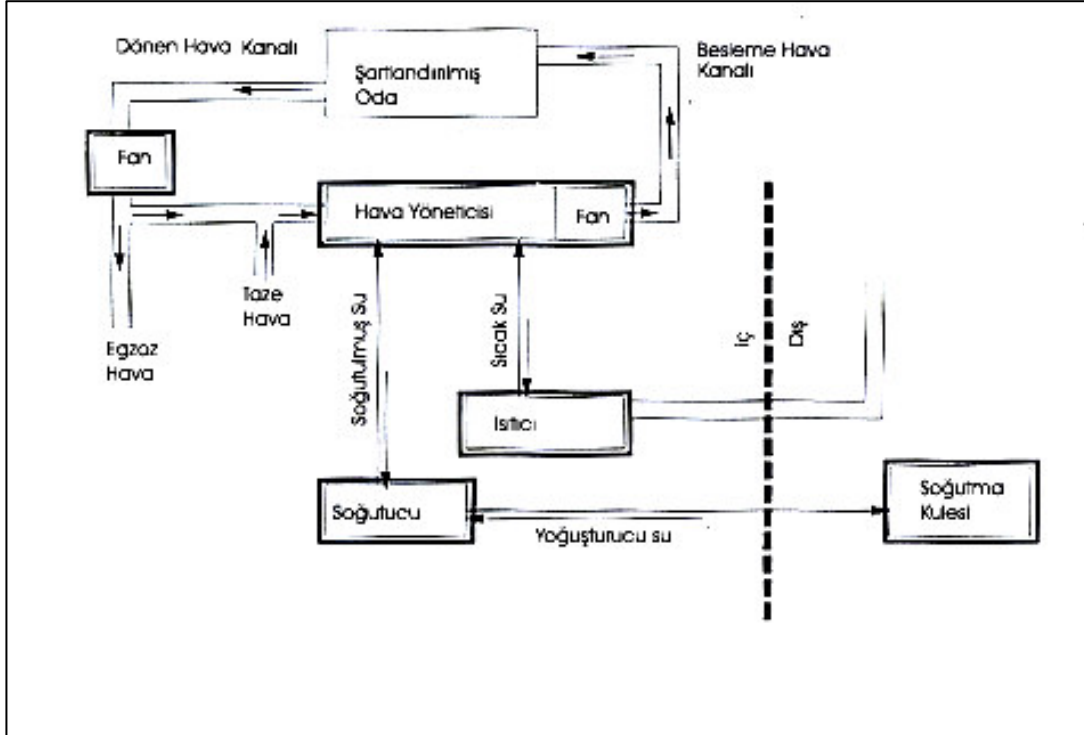 Dönen Hava Kanalı
Şartlandırılmış
Oda
Besleme Hava
Kanalı
Fan
Hava Yöneticisi
Fan
Taze
Hava
Egzoz
Hava
Soğutulmuş Su
Sıcak Su
İç
Dış
Isıtıcı
Soğutucu
Yoğuşturucu su
Soğutma
Kulesi